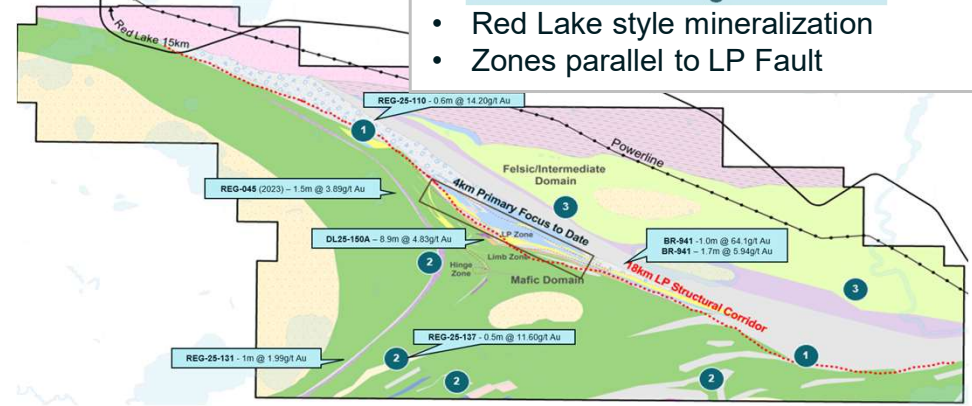 • Red Lake style mineralization
• Zones parallel to LP Fault
Red Lake 15km
REG-25-110 - 0.6m @ 14.20g/t Au
1
Powerline
Felsic/Intermediate
Domain
REG-045 (2023) – 1.5m @ 3.89g/t Au
4km Primary Focus to Date
3
DL25-150A – 8.9m @ 4.83g/t Au
LP Zone
BR-941 -1.0m @ 64.1g/t Au
BR-941 – 1.7m @ 5.94g/t Au
Limb Zone
2
Hinge
Zone
Mafic Domain
18km LP Structural Corridor
3
REG-25-137 - 0.5m @ 11.60g/t Au
REG-25-131 - 1m @ 1.99g/t Au
2
1
2
2